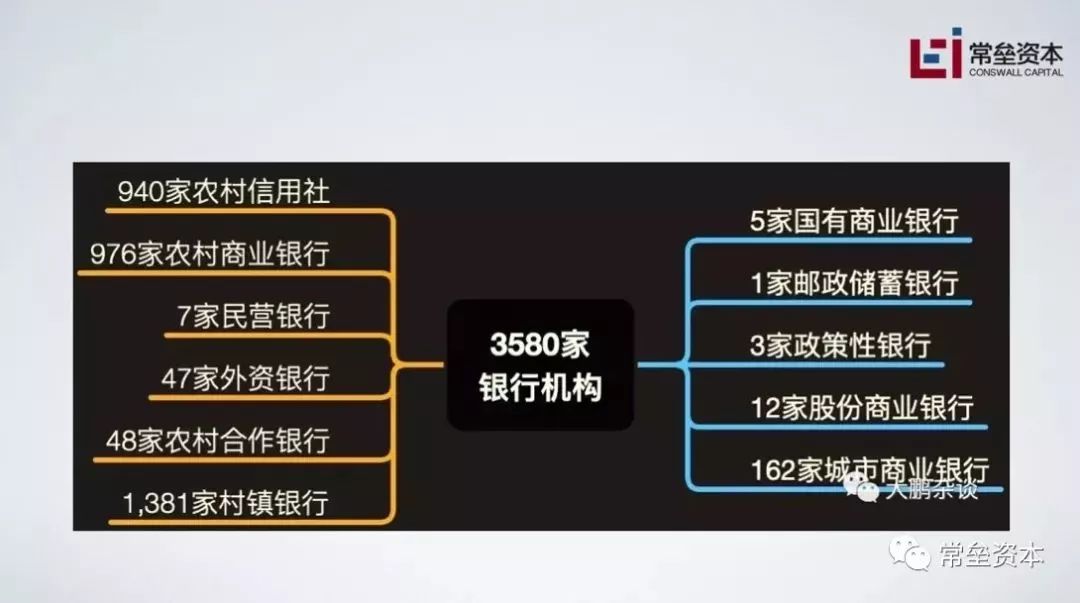 常垒资本
CONSWALL CAPITAL
940家农村信用社
976家农村商业银行
7家民营银行
47家外资银行
48家农村合作银行
1,381家村镇银行
3580家
银行机构
5家国有商业银行
1家邮政储蓄银行
3家政策性银行
12家股份商业银行
162家城市商业银行
大鹏杂谈
常垒资本